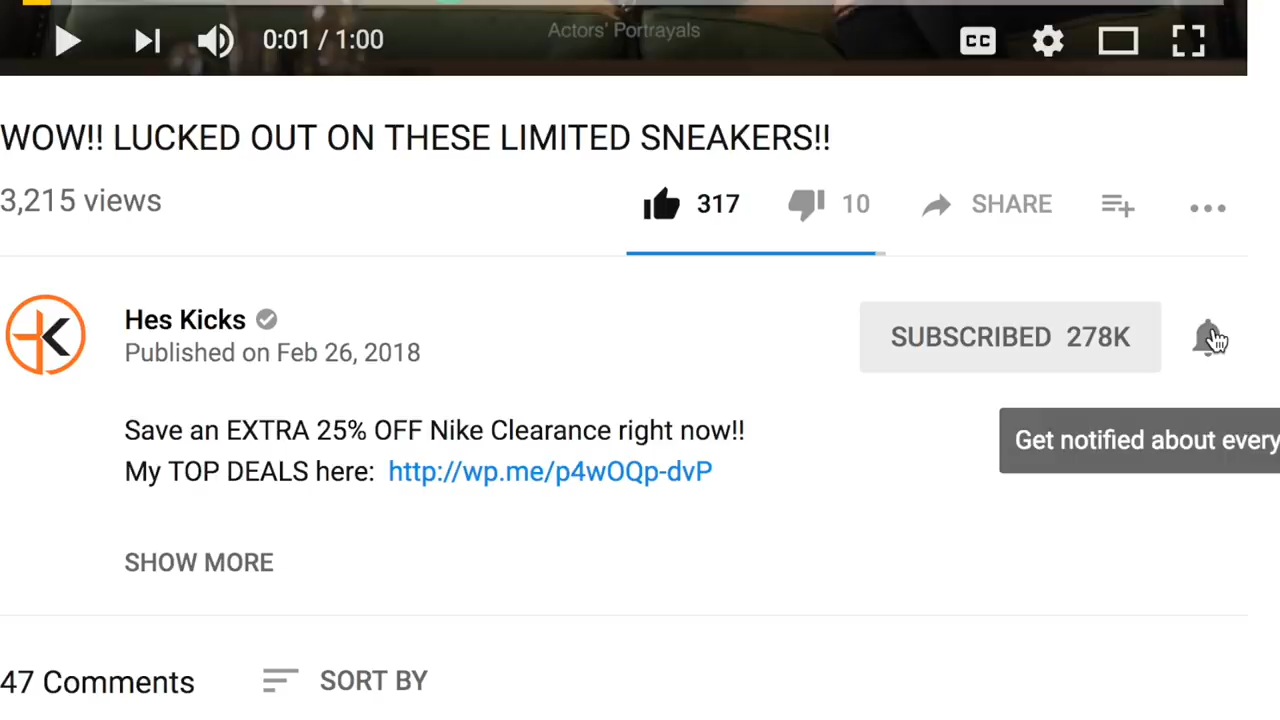 Actors' Portrayals
0:01 / 1:00
CC
WOW!! LUCKED OUT ON THESE LIMITED SNEAKERS!!
3,215 views
317
10
SHARE
Hes Kicks
Published on Feb 26, 2018
SUBSCRIBED 278K
Get notified about every
Save an EXTRA 25% OFF Nike Clearance right now!!
My TOP DEALS here: http://wp.me/p4wOQp-dvP
SHOW MORE
47 Comments
SORT BY